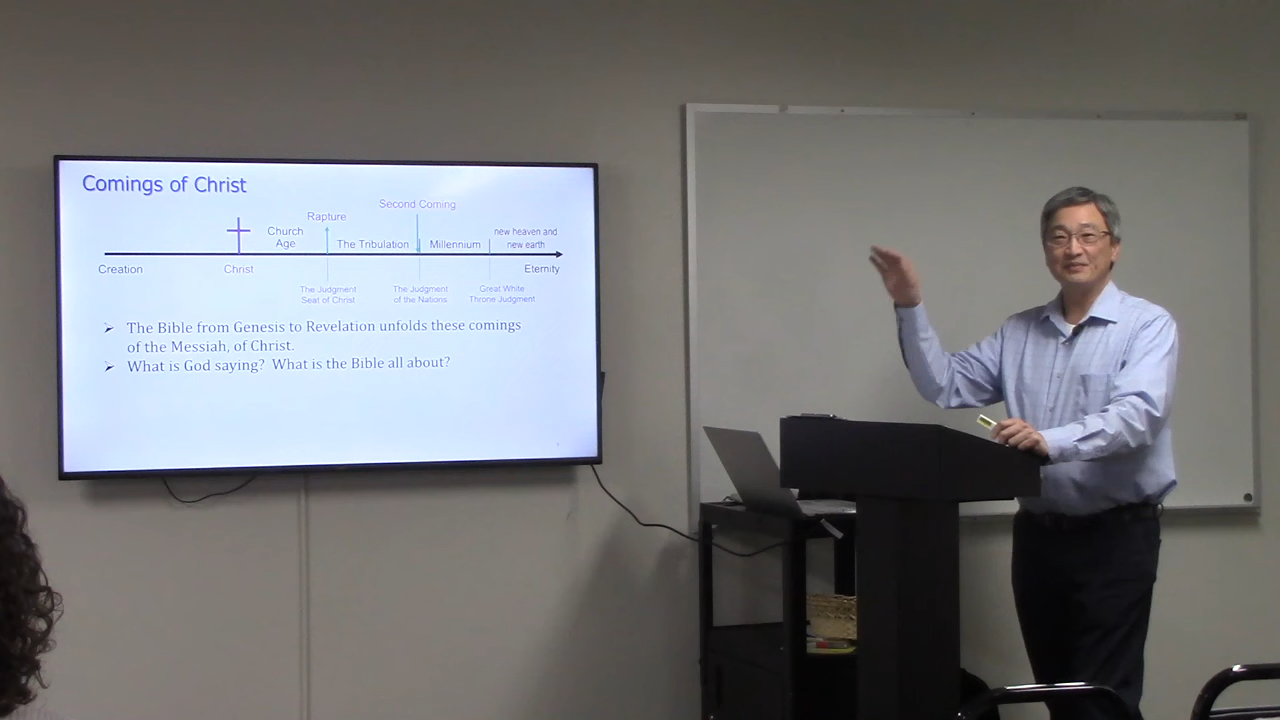 Comings of Christ
Second Coming
Rapture
Church
Age
The Tribulation
Millennium
new heaven and
new earth
Creation
Christ
Eternity
The Judgment
Seat of Christ
The Judgment
of the Nations
Great White
Throne Judgment
➢ The Bible from Genesis to Revelation unfolds these comings
of the Messiah, of Christ.
➢ What is God saying? What is the Bible all about?